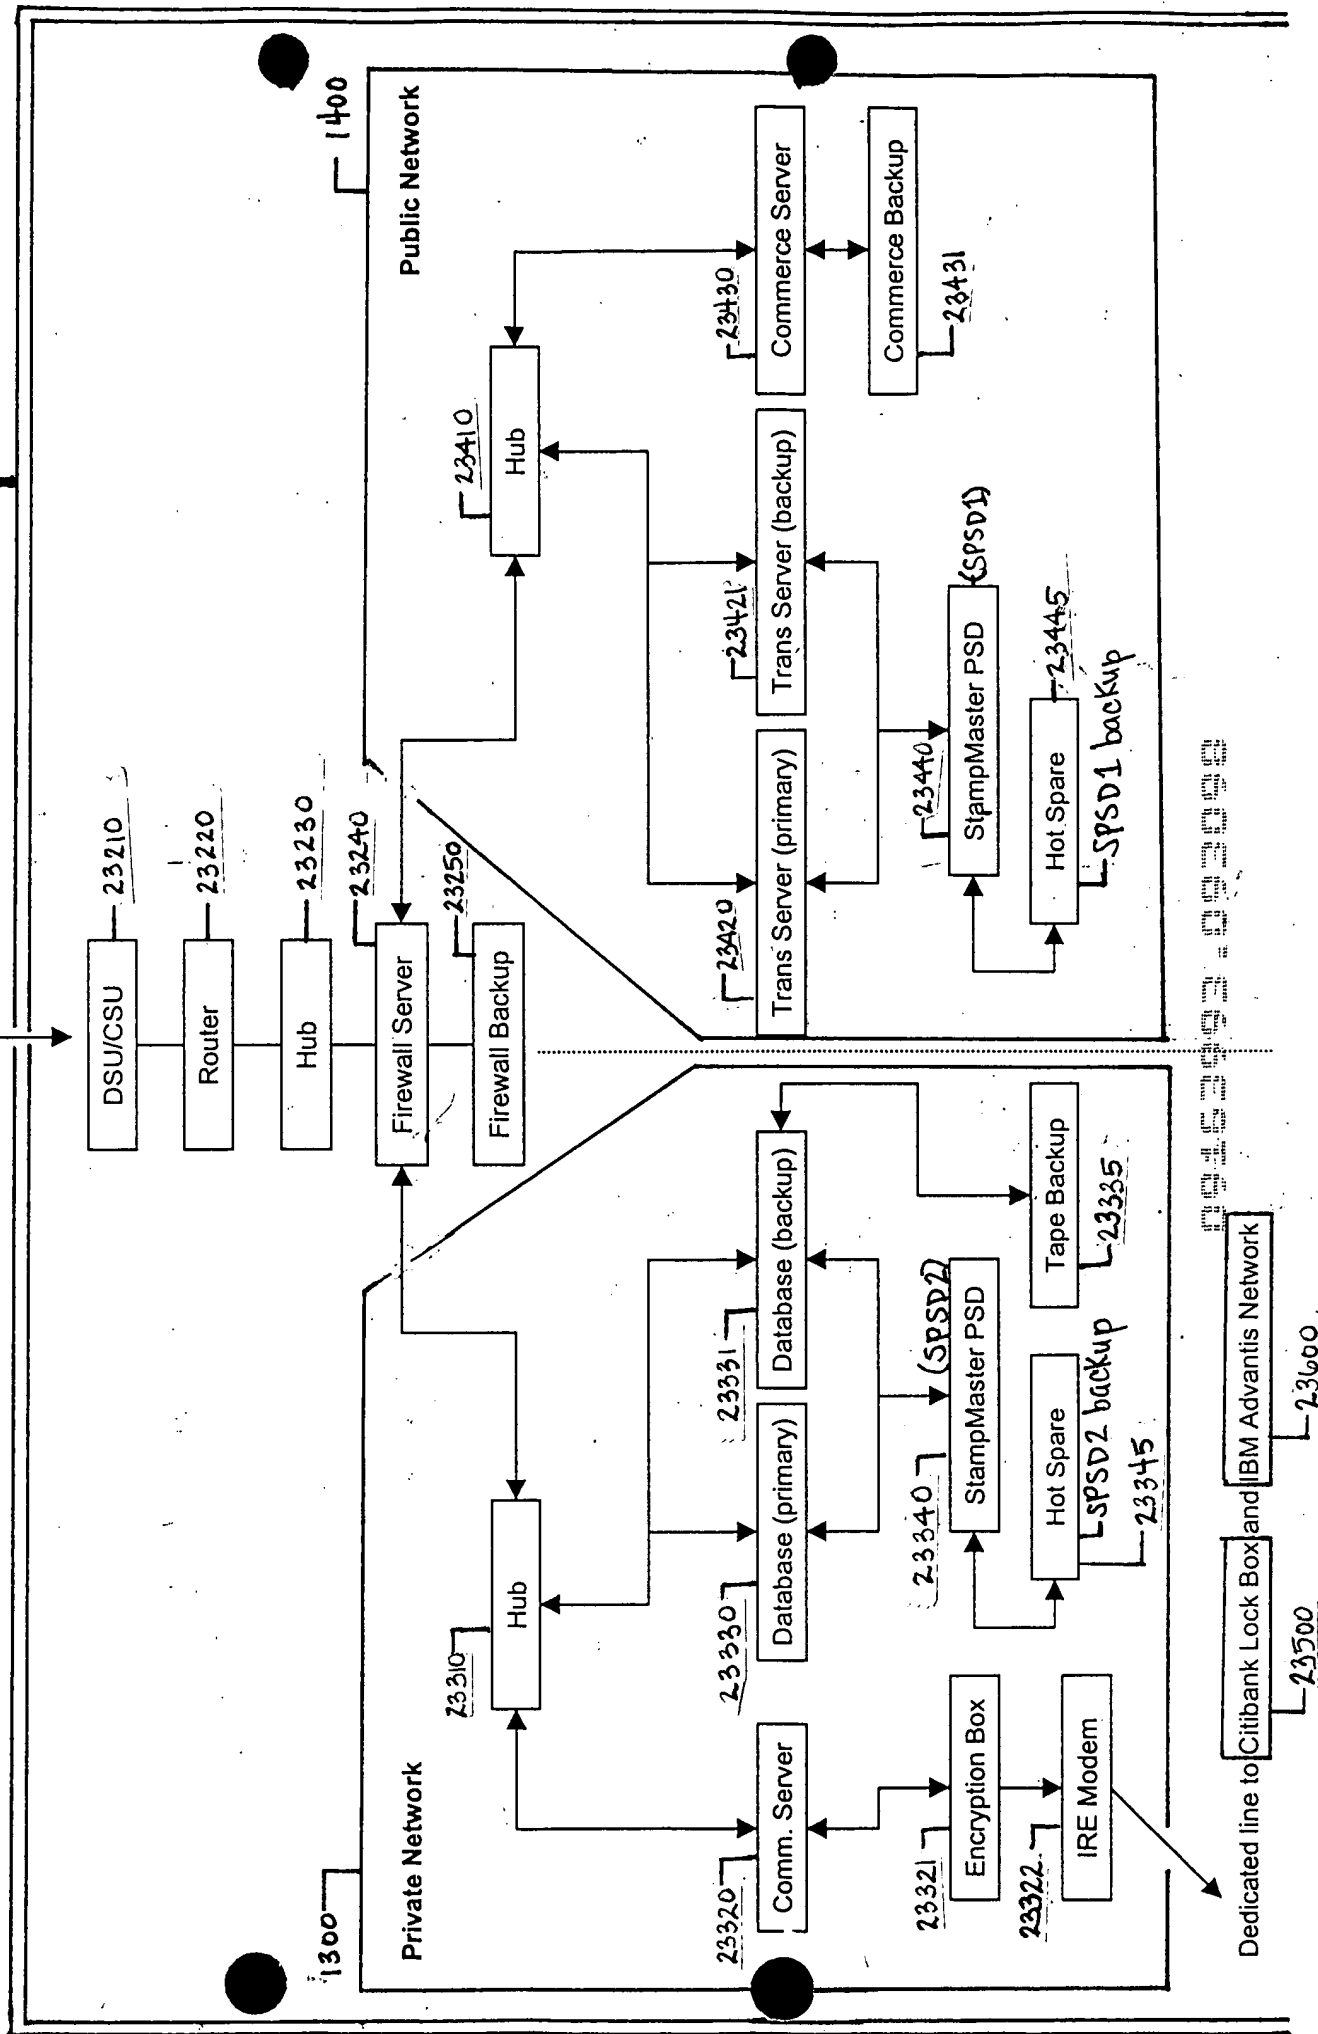 DSU/CSU
23210
Router
23220
Hub
23230
Firewall Server
23240
Firewall Backup
23250
1300
Private Network
Hub
23310
Comm. Server
23320
Database (primary)
23330
Database (backup)
23331
Encryption Box
23321
StampMaster PSD
(SPSD2)
23340
IRE Modem
23322
Hot Spare
SPSD2 backup
23345
Tape Backup
23335
1400
Public Network
Hub
23410
Trans Server (primary)
23420
Trans Server (backup)
23421
Commerce Server
23430
Commerce Backup
23431
StampMaster PSD
(SPSD1)
23440
Hot Spare
23445
SPSD1 backup
Dedicated line to Citibank Lock Box and IBM Advantis Network
23500
23600